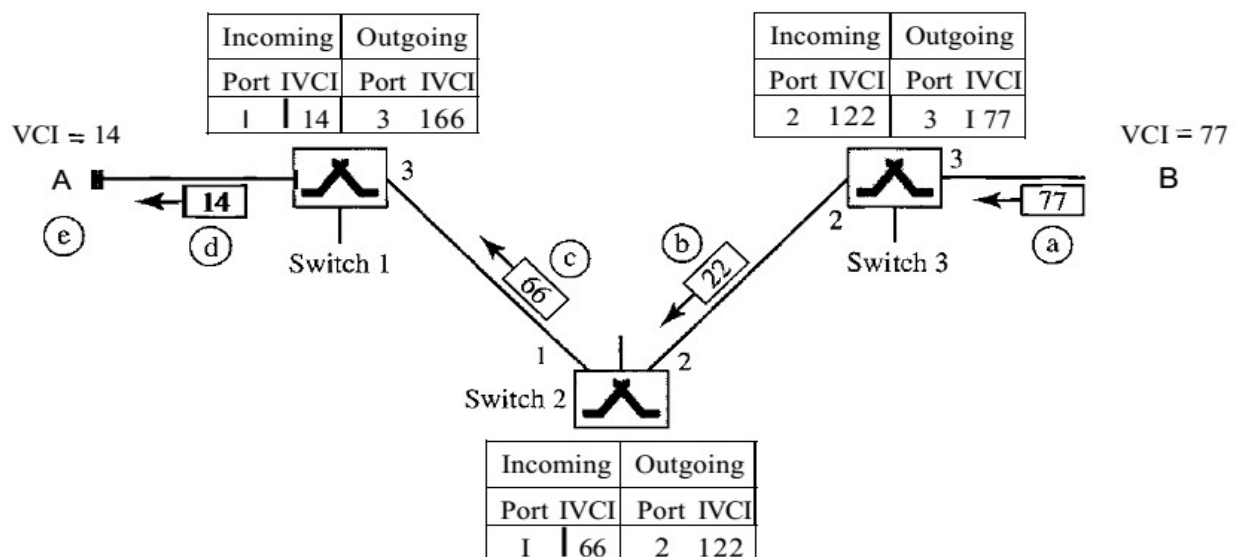 Incoming Outgoing
Port IVCI Port IVCI
I 14 3 166
Incoming Outgoing
Port IVCI Port IVCI
2 122 3 I 77
VCI = 14
VCI = 77
A
3
3
B
14
77
2
e
d
Switch 1
c
b
Switch 3
a
66
22
1
2
Switch 2
Incoming Outgoing
Port IVCI Port IVCI
I 66 2 122